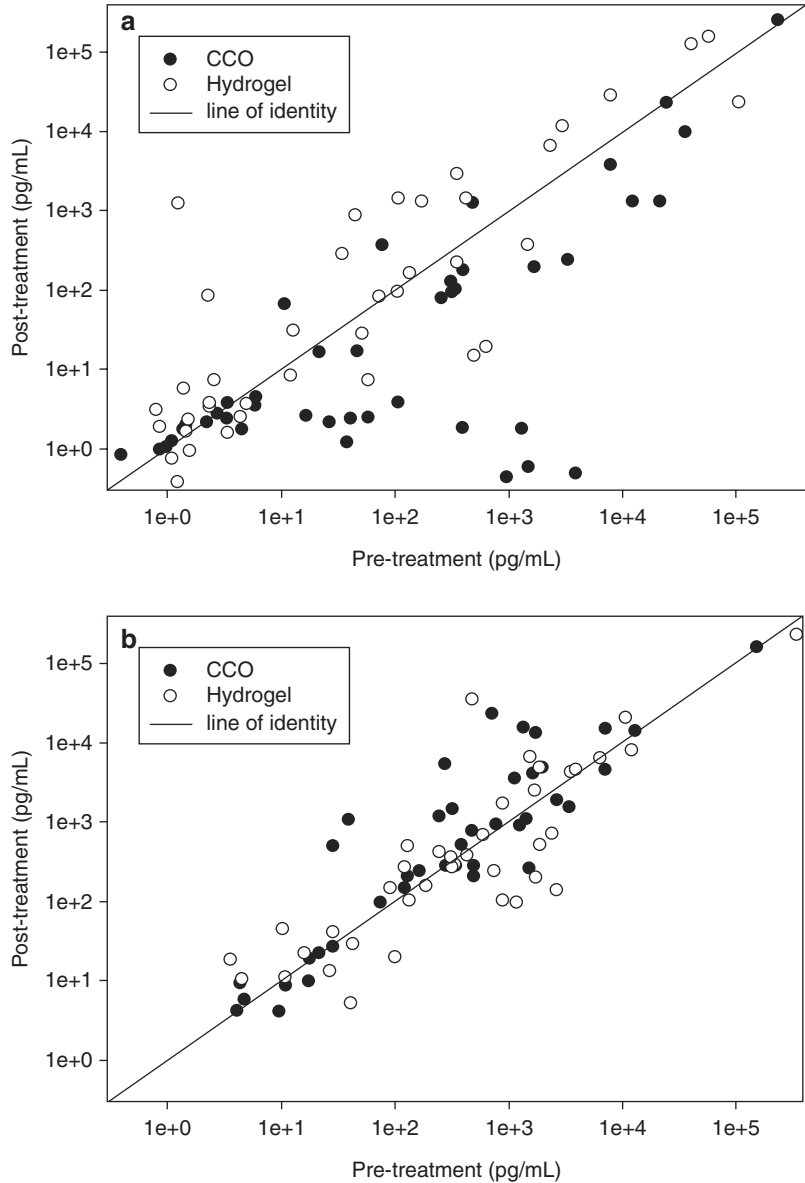 a
CCO
Hydrogel
line of identity
1e+5
1e+4
1e+3
1e+2
1e+1
1e+0
Post-treatment (pg/mL)
1e+0 1e+1 1e+2 1e+3 1e+4 1e+5
Pre-treatment (pg/mL)
b
CCO
Hydrogel
line of identity
1e+5
1e+4
1e+3
1e+2
1e+1
1e+0
Post-treatment (pg/mL)
1e+0 1e+1 1e+2 1e+3 1e+4 1e+5
Pre-treatment (pg/mL)